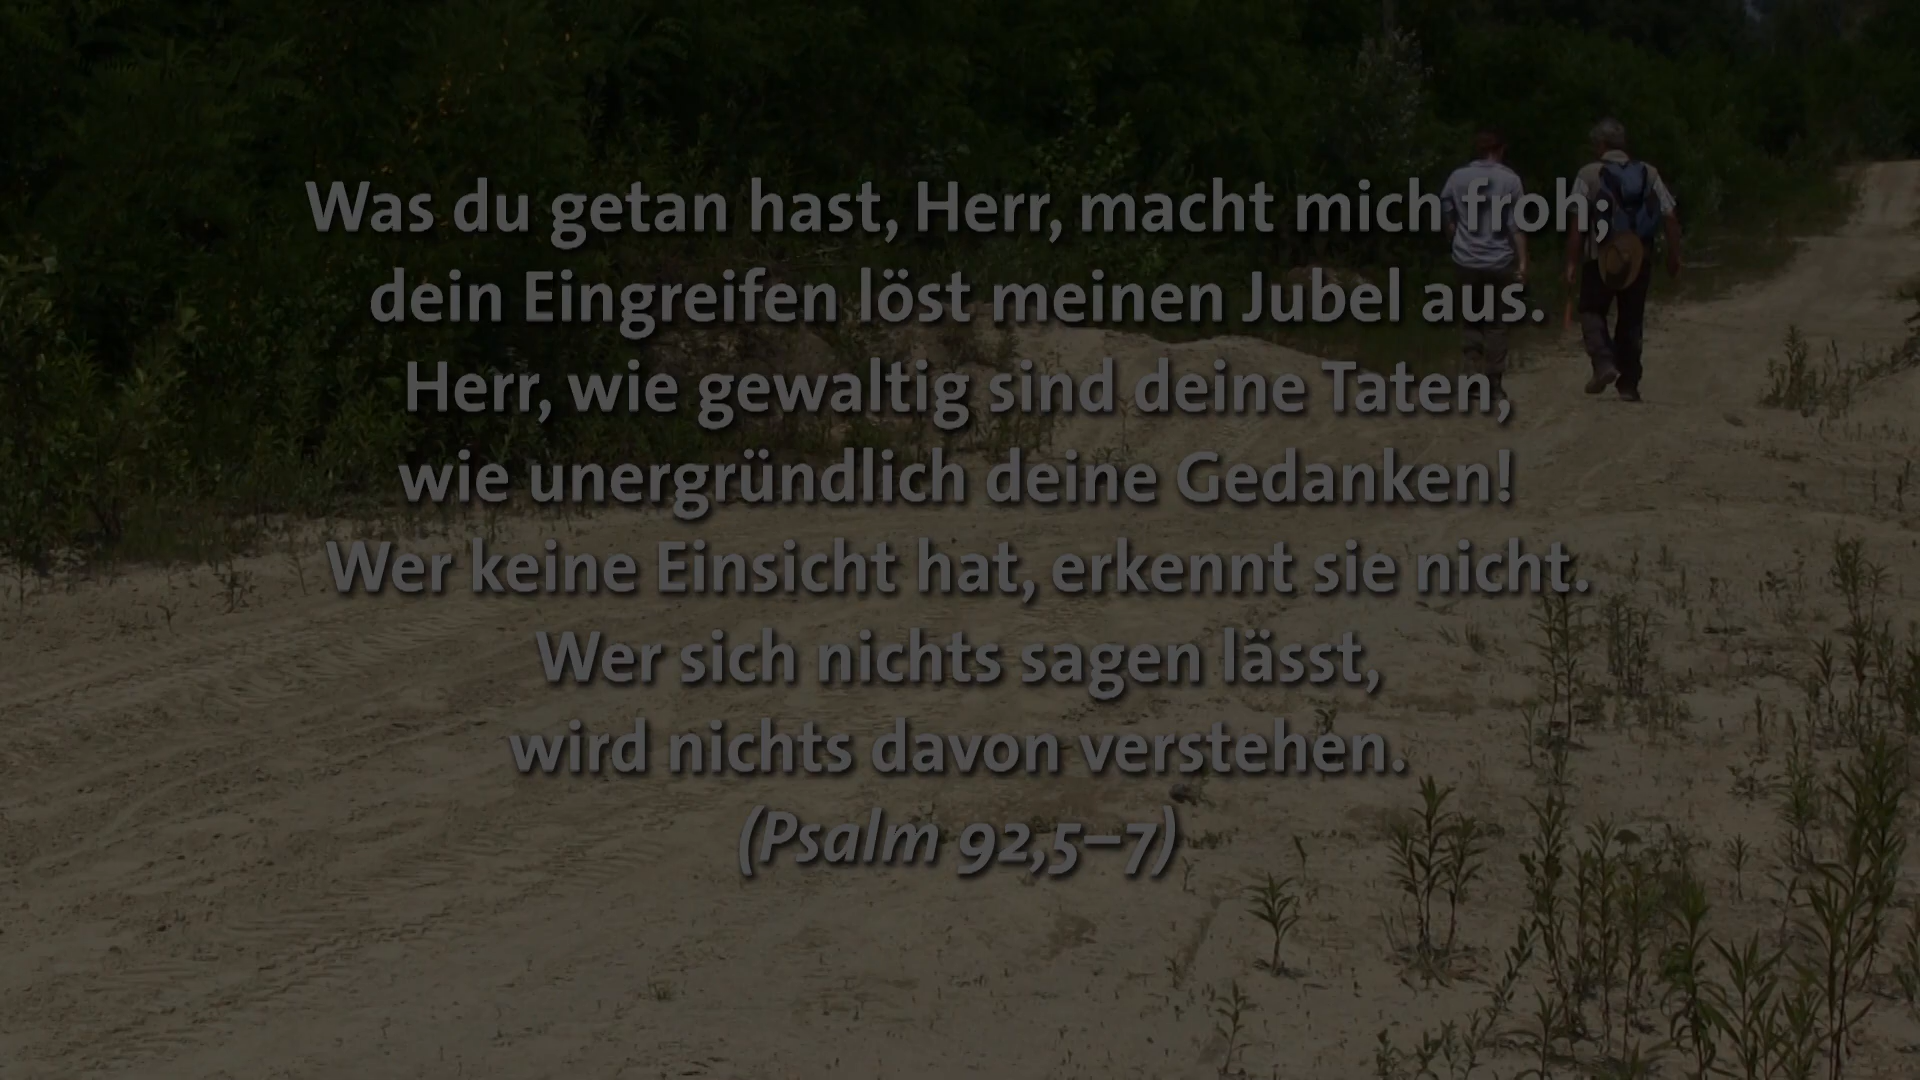 Was du getan hast, Herr, macht mich froh;
dein Eingreifen löst meinen Jubel aus.
Herr, wie gewaltig sind deine Taten,
wie unergründlich deine Gedanken!
Wer keine Einsicht hat, erkennt sie nicht.
Wer sich nichts sagen lässt,
wird nichts davon verstehen.
(Psalm 92,5–7)